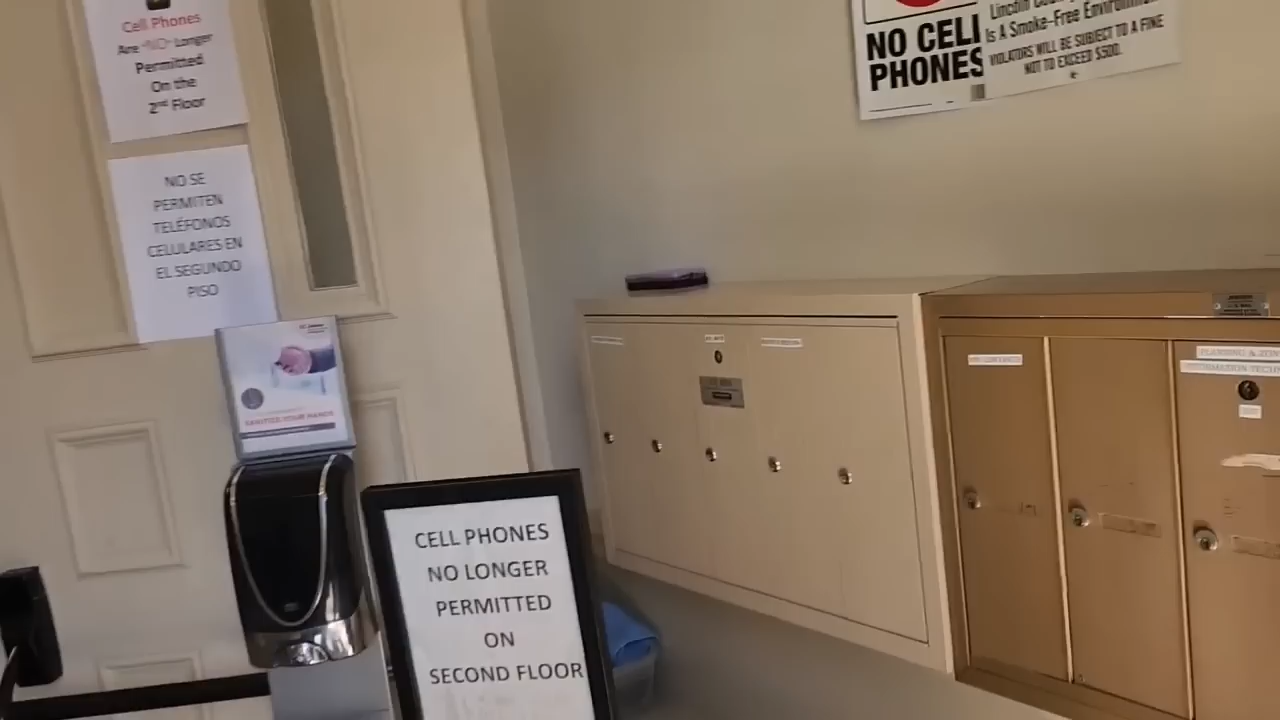 Cell Phones
Are "NO" Longer
Permitted
On the
2nd Floor
NO SE
PERMITEN
TELÉFONOS
CELULARES EN
EL SEGUNDO
PISO
SANITIZE YOUR HANDS
CELL PHONES
NO LONGER
PERMITTED
ON
SECOND FLOOR
NO CELL
PHONES
Lincoln
Is A Smoke-Free
VIOLATORS WILL BE SUBJECT TO A FINE
NOT TO EXCEED $500.
PLANNING &